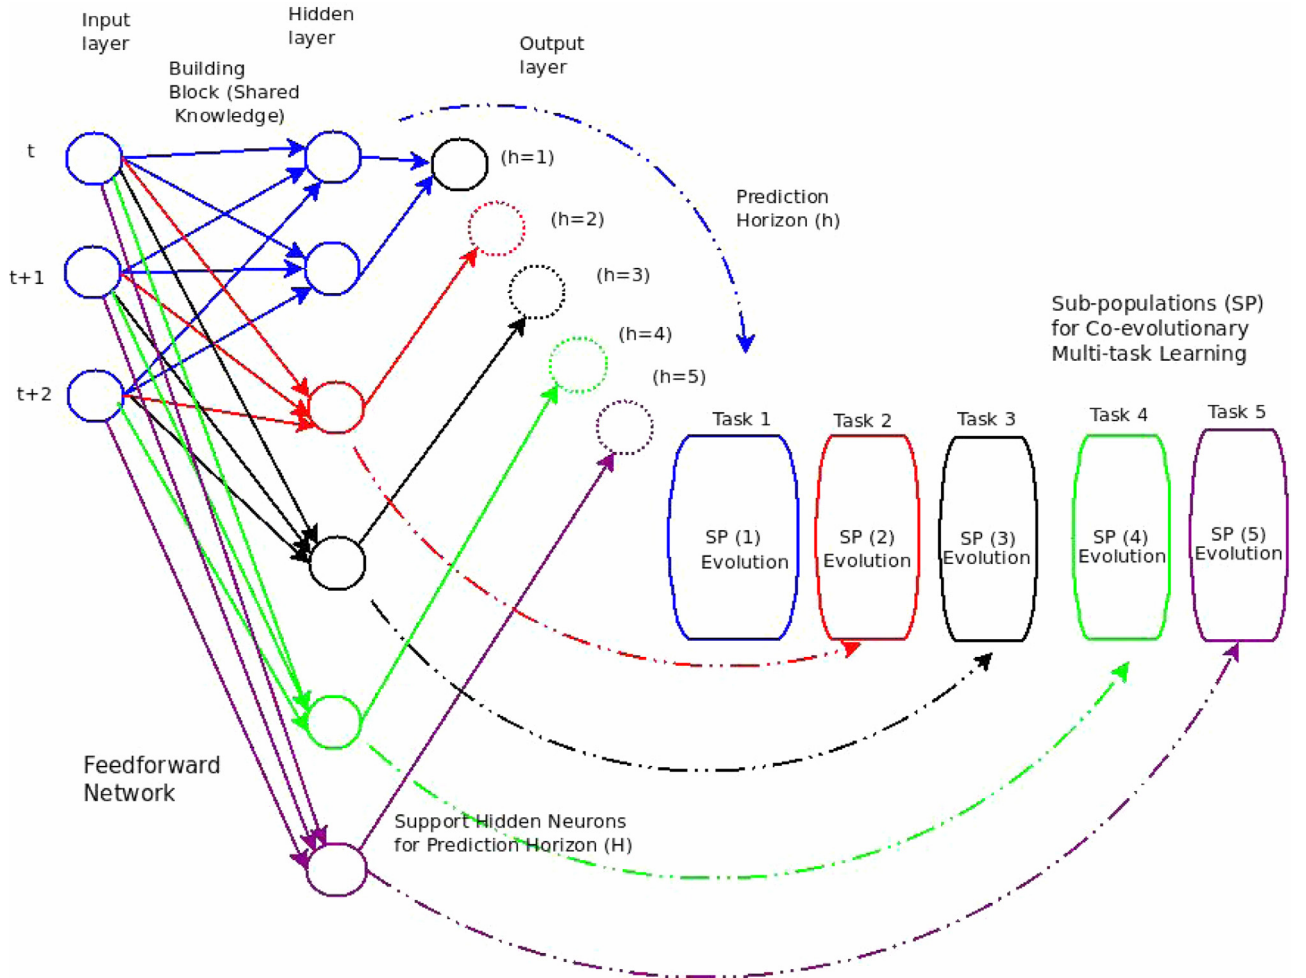 Input
layer
Hidden
layer
Output
layer
Building
Block (Shared
Knowledge)
t
t+1
t+2
(h=1)
(h=2)
(h=3)
(h=4)
(h=5)
Prediction
Horizon (h)
Sub-populations (SP)
for Co-evolutionary
Multi-task Learning
Task 1
Task 2
Task 3
Task 4
Task 5
SP (1)
Evolution
SP (2)
Evolution
SP (3)
Evolution
SP (4)
Evolution
SP (5)
Evolution
Feedforward
Network
Support Hidden Neurons
for Prediction Horizon (H)